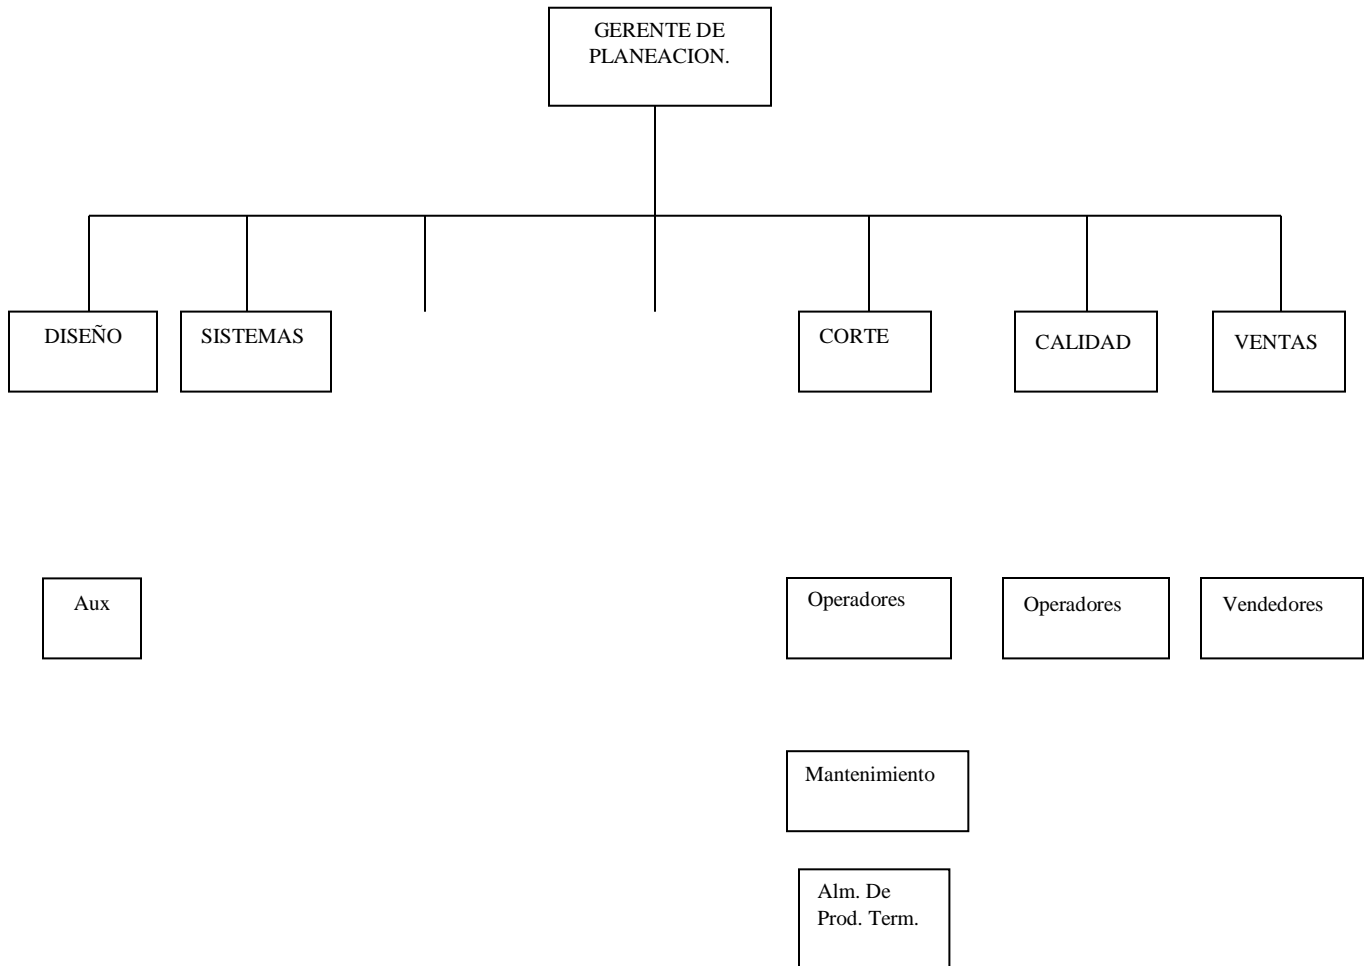 GERENTE DE
PLANEACION.
DISEÑO
SISTEMAS
CORTE
CALIDAD
VENTAS
Aux
Operadores
Operadores
Vendedores
Mantenimiento
Alm. De
Prod. Term.